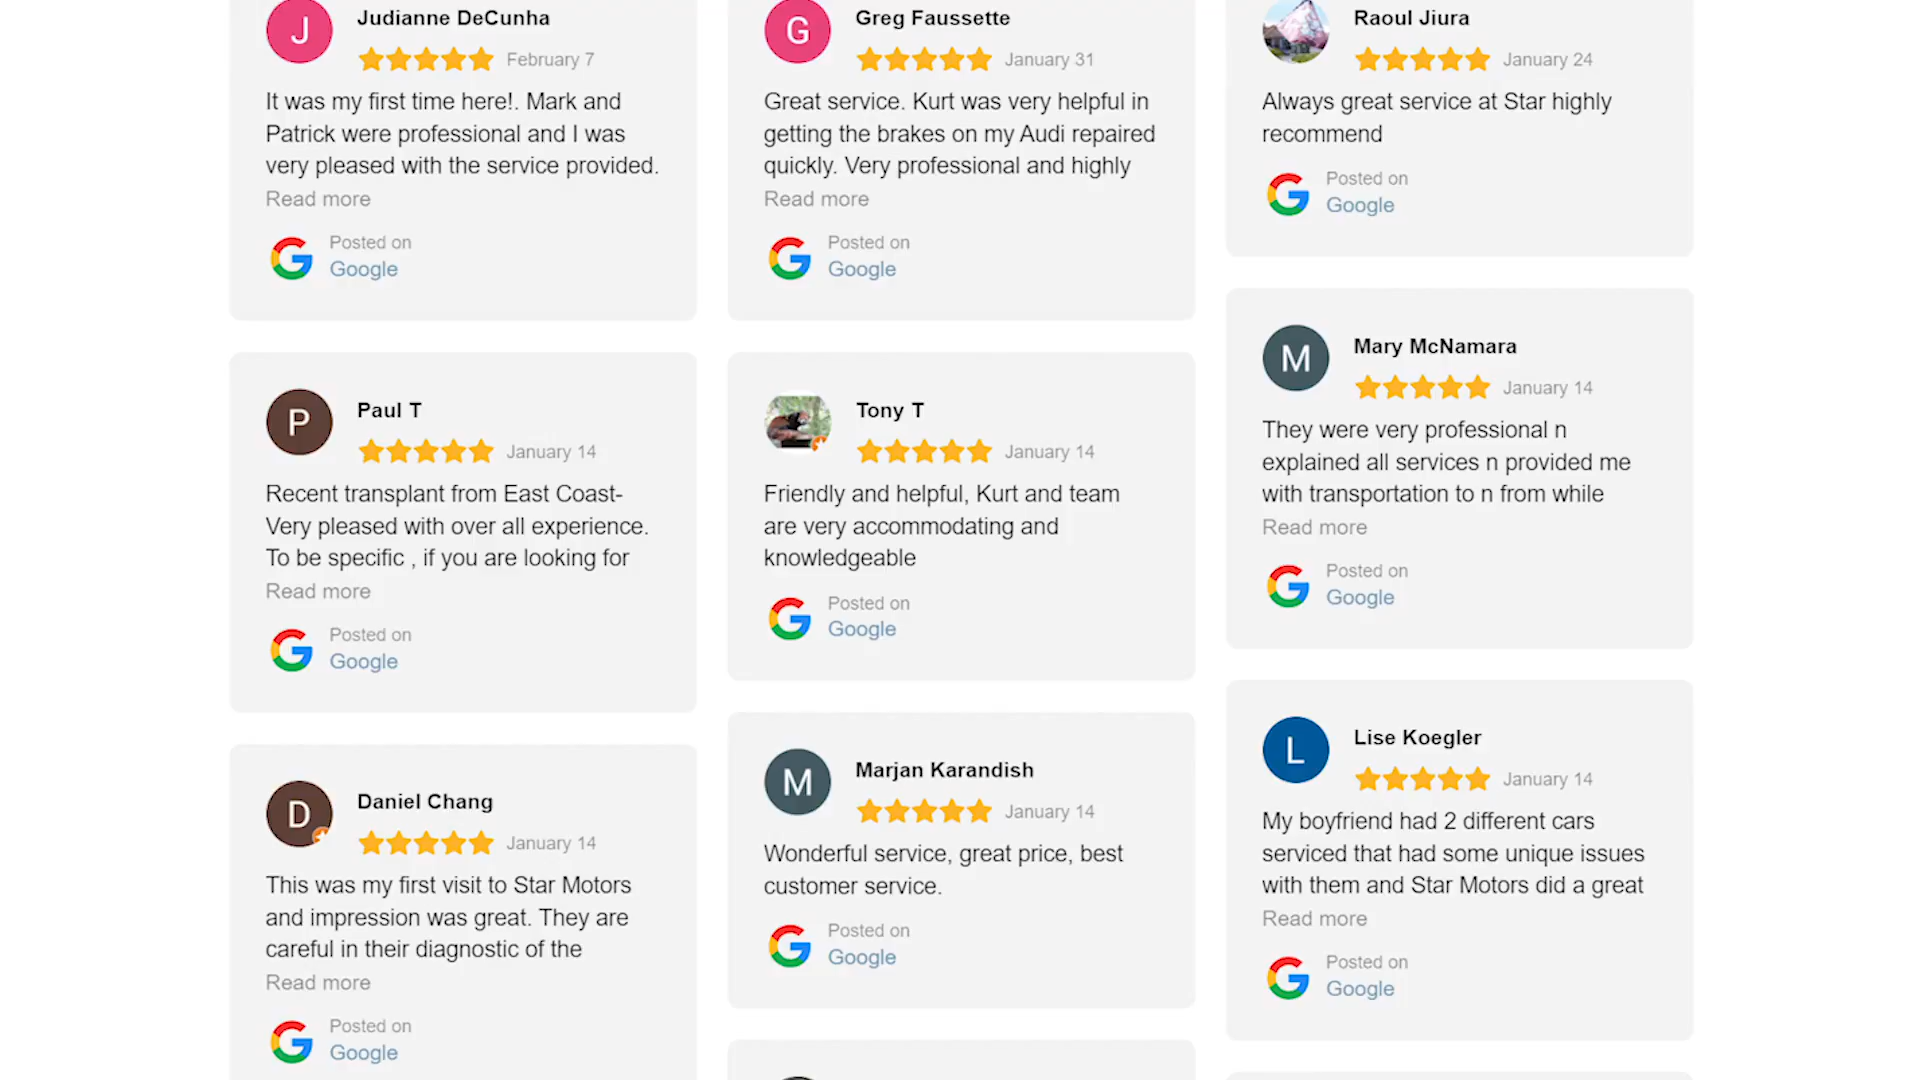 J
Judianne DeCunha
February 7
It was my first time here!. Mark and
Patrick were professional and I was
very pleased with the service provided.
Read more
Posted on
Google
P
Paul T
January 14
Recent transplant from East Coast-
Very pleased with over all experience.
To be specific , if you are looking for
Read more
Posted on
Google
D
Daniel Chang
January 14
This was my first visit to Star Motors
and impression was great. They are
careful in their diagnostic of the
Read more
Posted on
Google
G
Greg Faussette
January 31
Great service. Kurt was very helpful in
getting the brakes on my Audi repaired
quickly. Very professional and highly
Read more
Posted on
Google
Tony T
January 14
Friendly and helpful, Kurt and team
are very accommodating and
knowledgeable
Posted on
Google
M
Marjan Karandish
January 14
Wonderful service, great price, best
customer service.
Posted on
Google
Raoul Jiura
January 24
Always great service at Star highly
recommend
Posted on
Google
M
Mary McNamara
January 14
They were very professional n
explained all services n provided me
with transportation to n from while
Read more
Posted on
Google
L
Lise Koegler
January 14
My boyfriend had 2 different cars
serviced that had some unique issues
with them and Star Motors did a great
Read more
Posted on
Google